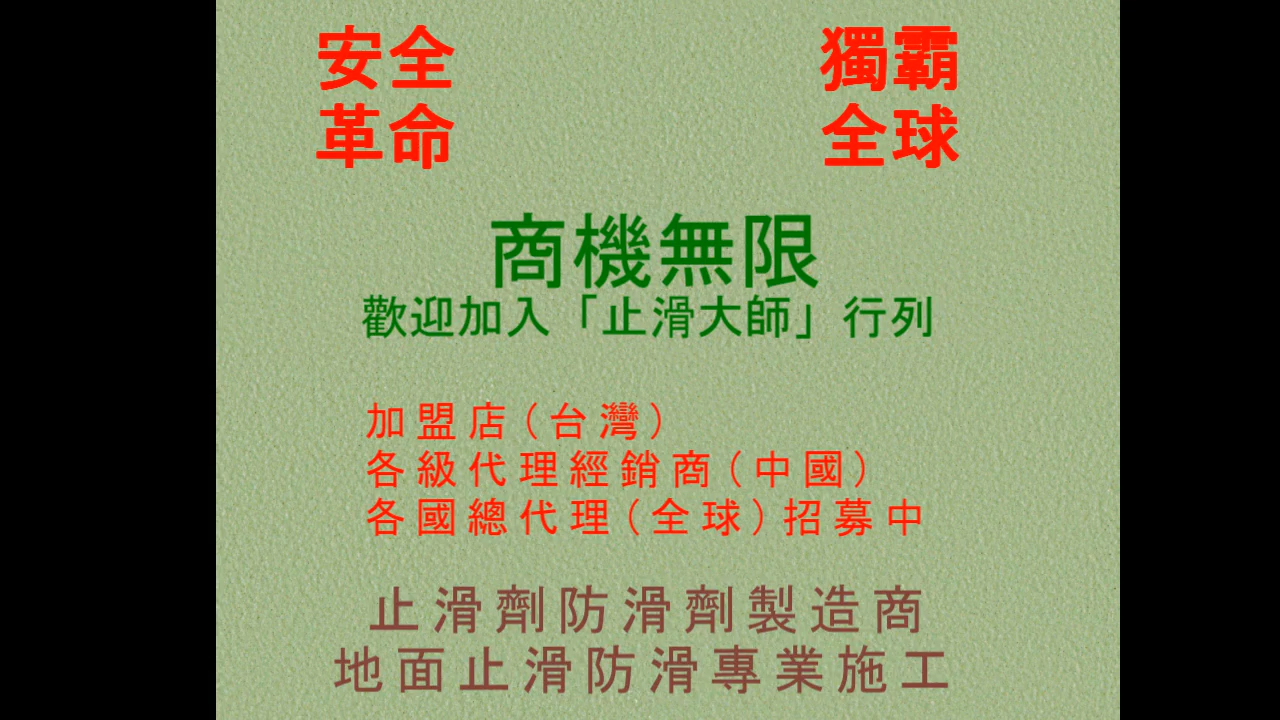 安全
革命
獨霸
全球
商機無限
歡迎加入「止滑大師」行列
加盟店(台灣)
各級代理經銷商(中國)
各國總代理(全球)招募中
止滑劑防滑劑製造商
地面止滑防滑專業施工